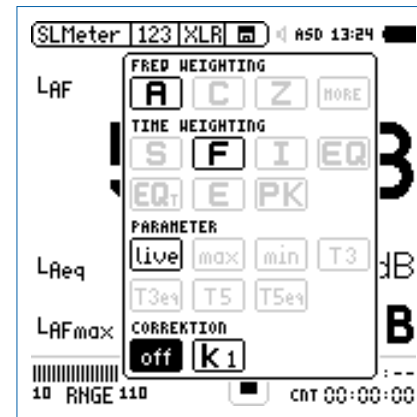 SLMeter 123 XLR ASD 13:24
FREQ WEIGHTING
LAF A C Z MORE
TIME WEIGHTING
S F I EQ
EQT E PK
PARAMETER
live max min T3
LAeq dB
T3eq T5 T5eq
LAFmax CORREKTION B
off K1
10 RNGE 110 CNT 00:00:00